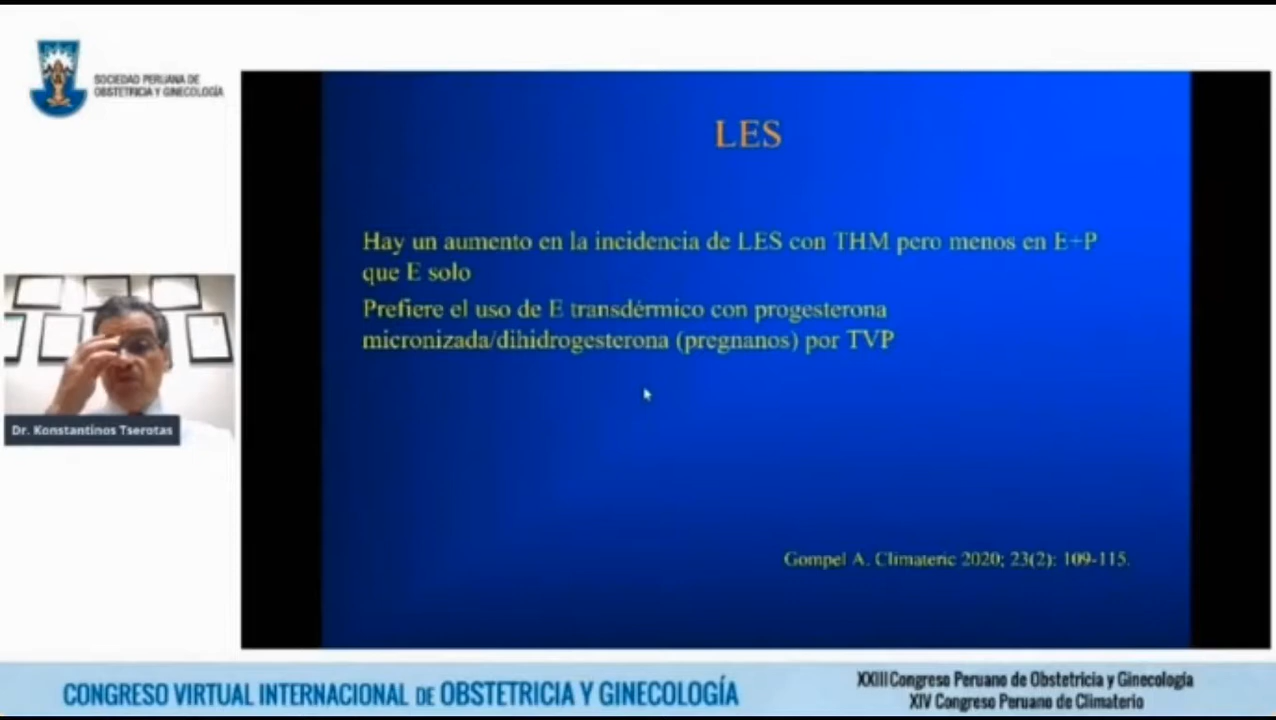 SOCIEDAD PERUANA DE
OBSTETRICIA Y GINECOLOGÍA
LES
Hay un aumento en la incidencia de LES con THM pero menos en E+P
que E solo
Prefiere el uso de E transdérmico con progesterona
micronizada/dihidrogesterona (pregnanos) por TVP
Dr. Konstantinos Tserotas
Gompel A. Climateric 2020; 23(2): 109-115.
CONGRESO VIRTUAL INTERNACIONAL DE OBSTETRICIA Y GINECOLOGÍA
XXIII Congreso Peruano de Obstetricia y Ginecología
XIV Congreso Peruano de Climaterio